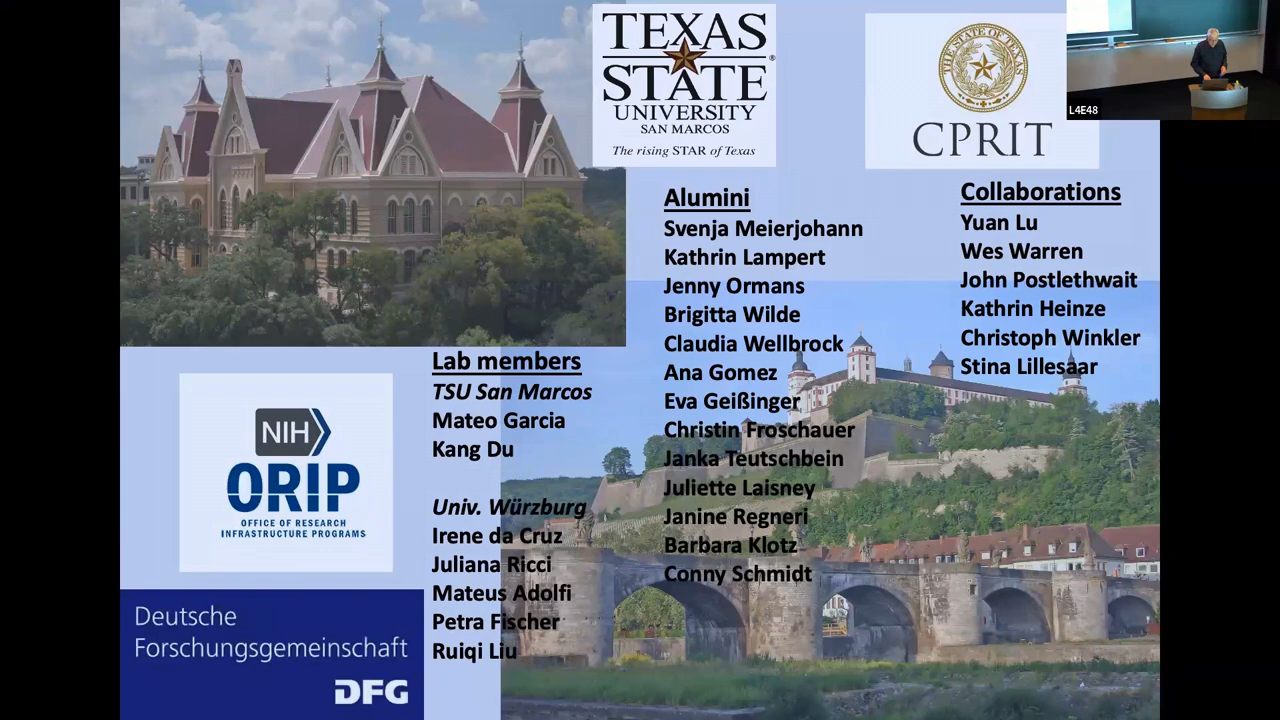 TEXAS
STATE®
UNIVERSITY
SAN MARCOS
The rising STAR of Texas
THE STATE OF TEXAS
CPRIT
L4E48
Alumini
Svenja Meierjohann
Kathrin Lampert
Jenny Ormans
Brigitta Wilde
Claudia Wellbrock
Ana Gomez
Eva Geißinger
Christin Froschauer
Janka Teutschbein
Juliette Laisney
Janine Regneri
Barbara Klotz
Conny Schmidt
Collaborations
Yuan Lu
Wes Warren
John Postlethwait
Kathrin Heinze
Christoph Winkler
Stina Lillesaar
Lab members
TSU San Marcos
Mateo Garcia
Kang Du
Univ. Würzburg
Irene da Cruz
Juliana Ricci
Mateus Adolfi
Petra Fischer
Ruiqi Liu
NIH
ORIP
OFFICE OF RESEARCH
INFRASTRUCTURE PROGRAMS
Deutsche
Forschungsgemeinschaft
DFG